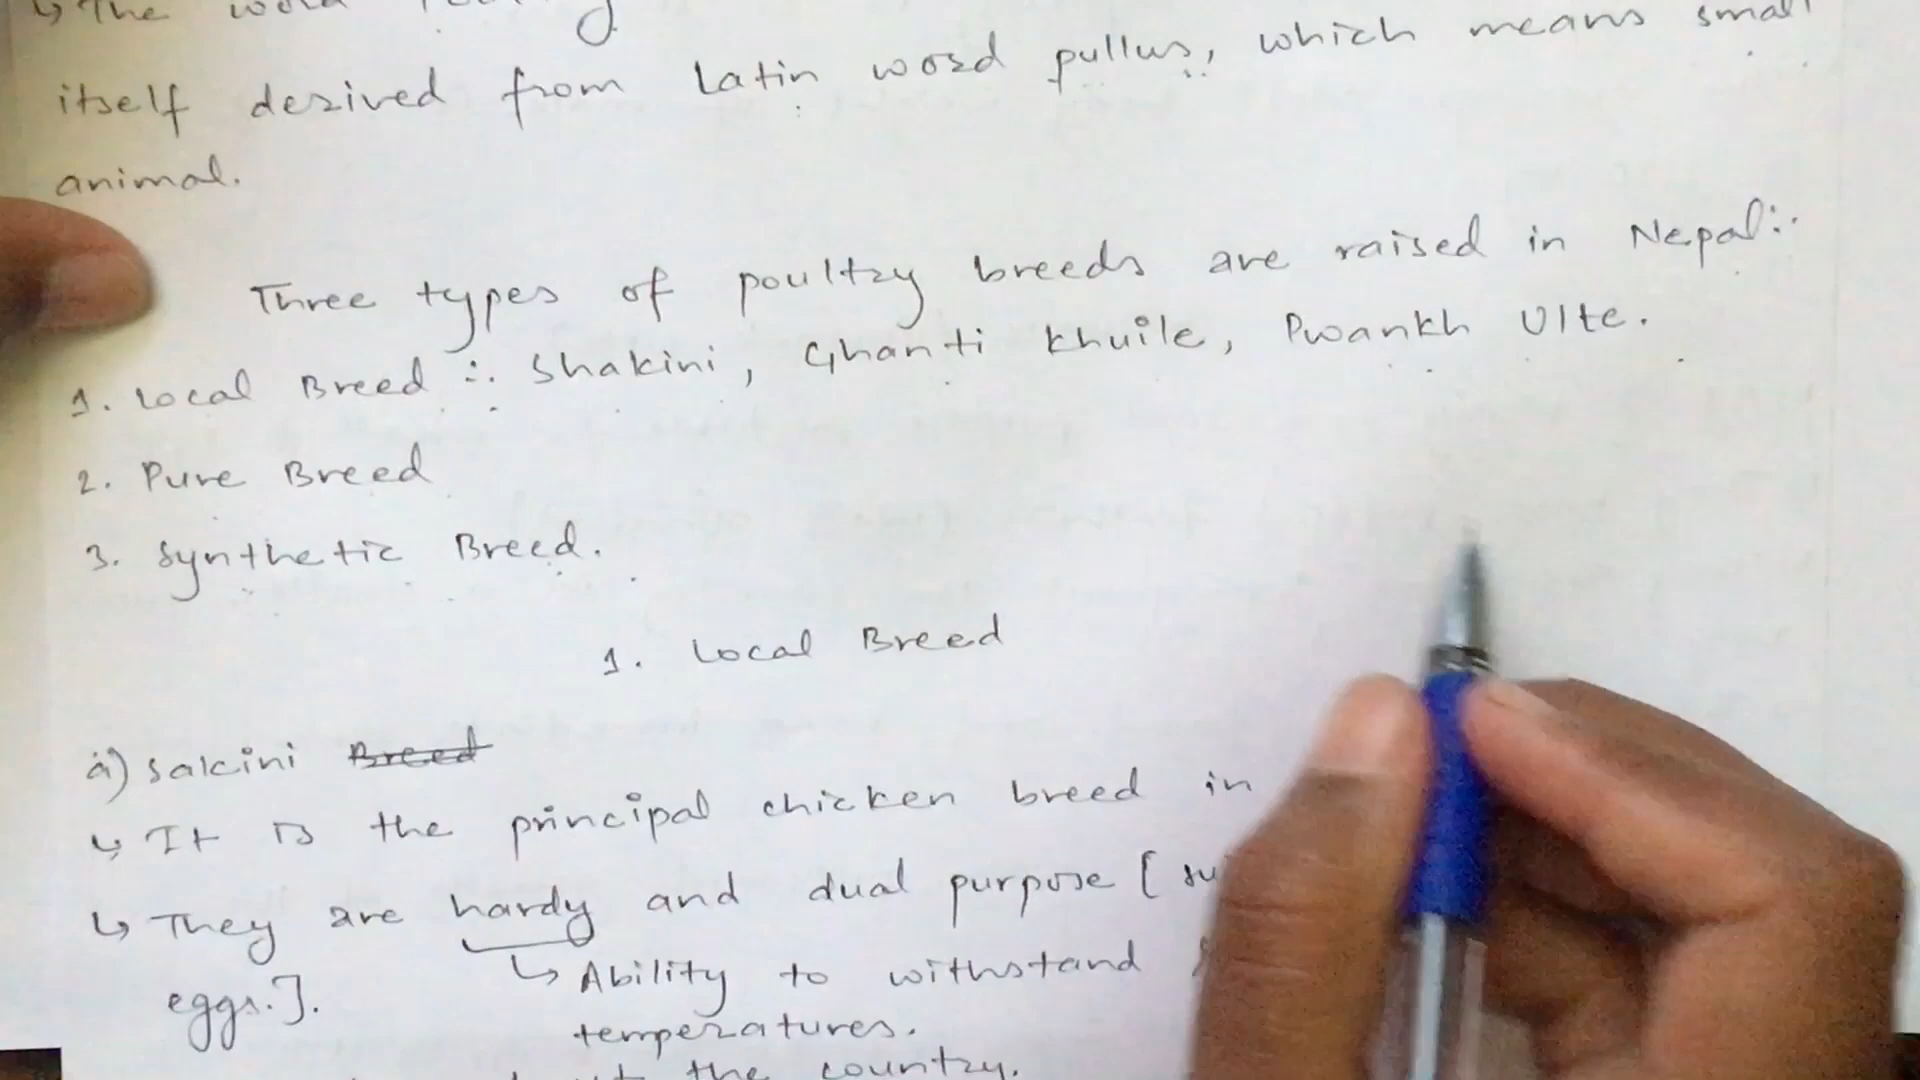 ↳ The word
itself derived from Latin word pullus, which means small
animal.
Three types of poultry breeds are raised in Nepal:.
1. Local Breed :. Shakini, Ghanti Khuile, Pwankh Ulte.
2. Pure Breed
3. Synthetic Breed.
1. Local Breed
a) Sakini Breed
↳ It is the principal chicken breed in
↳ They are hardy and dual purpose [
↳ Ability to withstand
eggs.].
temperatures.
the country.